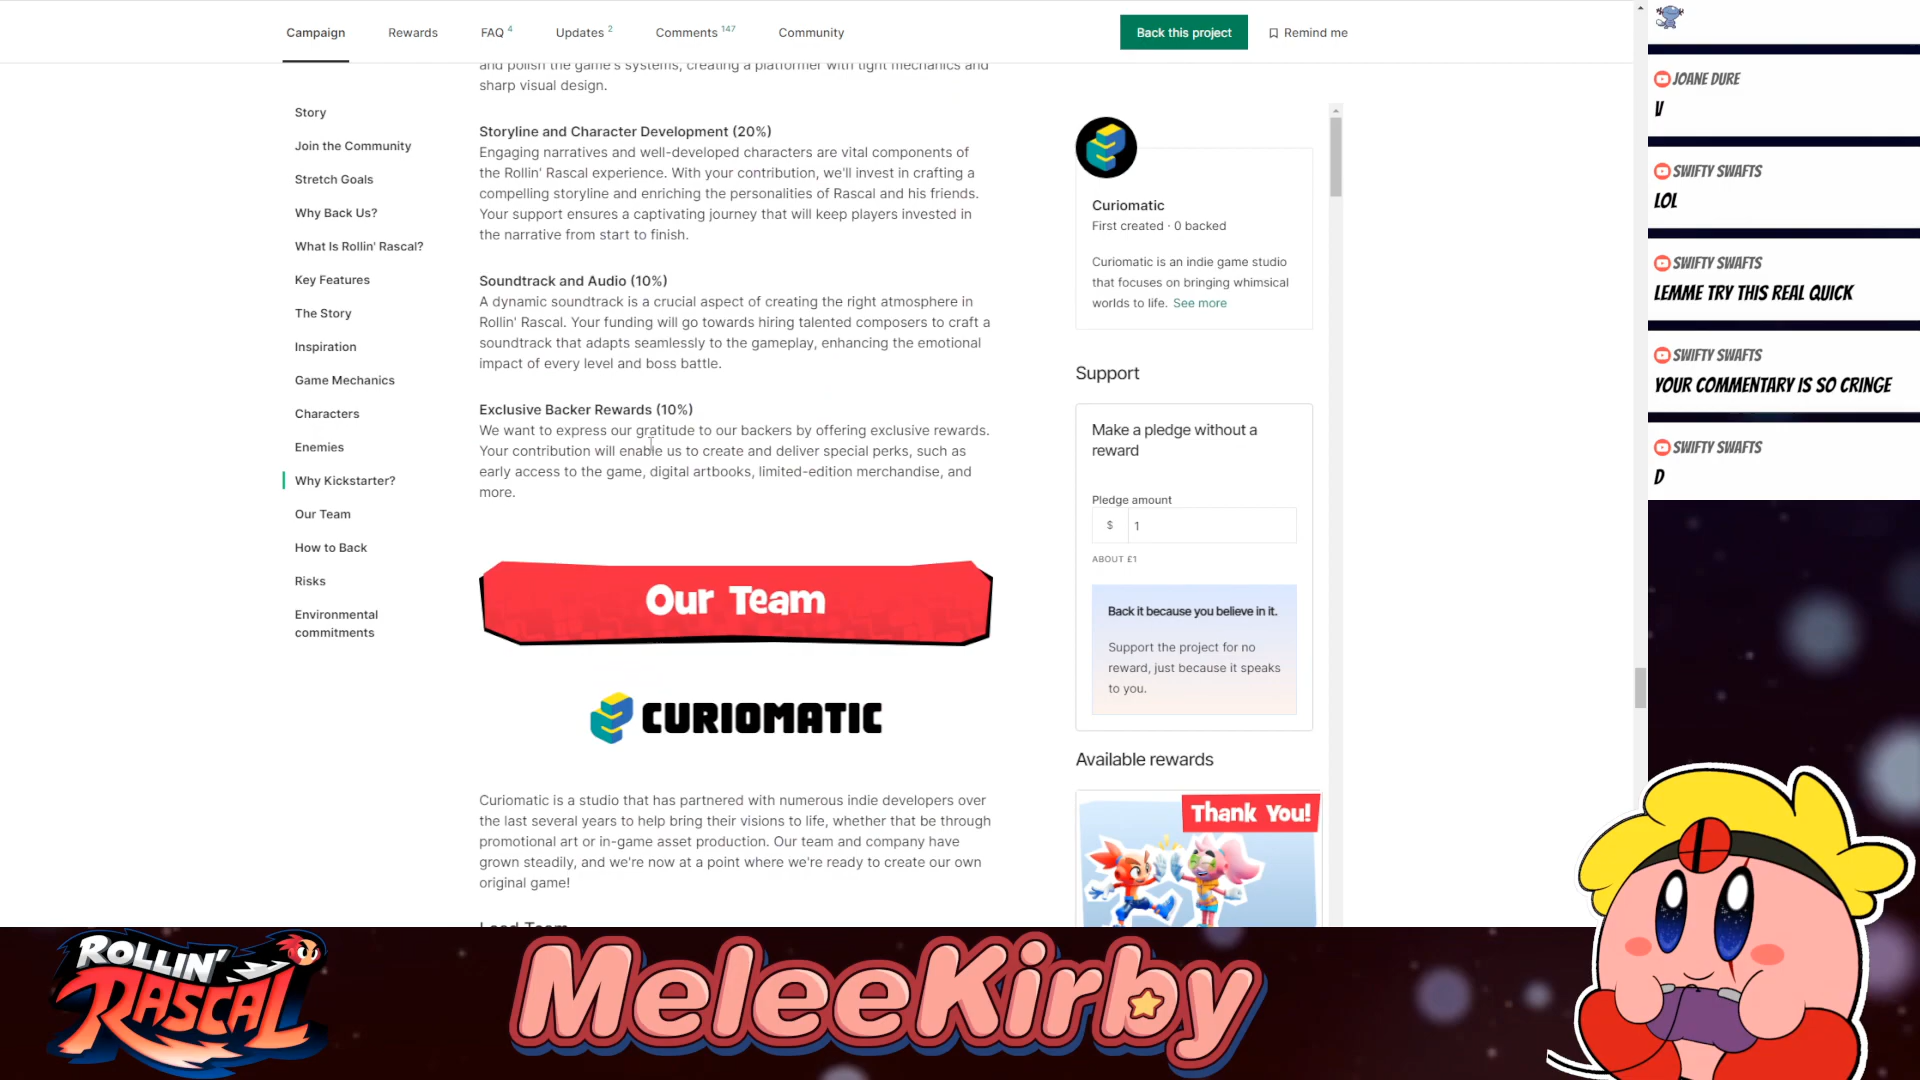 Campaign
Rewards
FAQ 4
Updates 2
Comments 147
Community
Back this project
Remind me
Story
Join the Community
Stretch Goals
Why Back Us?
What Is Rollin' Rascal?
Key Features
The Story
Inspiration
Game Mechanics
Characters
Enemies
Why Kickstarter?
Our Team
How to Back
Risks
Environmental
commitments
and polish the game's systems, creating a platformer with tight mechanics and
sharp visual design.
Storyline and Character Development (20%)
Engaging narratives and well-developed characters are vital components of
the Rollin' Rascal experience. With your contribution, we'll invest in crafting a
compelling storyline and enriching the personalities of Rascal and his friends.
Your support ensures a captivating journey that will keep players invested in
the narrative from start to finish.
Soundtrack and Audio (10%)
A dynamic soundtrack is a crucial aspect of creating the right atmosphere in
Rollin' Rascal. Your funding will go towards hiring talented composers to craft a
soundtrack that adapts seamlessly to the gameplay, enhancing the emotional
impact of every level and boss battle.
Exclusive Backer Rewards (10%)
We want to express our gratitude to our backers by offering exclusive rewards.
Your contribution will enable us to create and deliver special perks, such as
early access to the game, digital artbooks, limited-edition merchandise, and
more.
Our Team
CURIOMATIC
Curiomatic is a studio that has partnered with numerous indie developers over
the last several years to help bring their visions to life, whether that be through
promotional art or in-game asset production. Our team and company have
grown steadily, and we're now at a point where we're ready to create our own
original game!
Lead Team
Curiomatic
First created · 0 backed
Curiomatic is an indie game studio
that focuses on bringing whimsical
worlds to life. See more
Support
Make a pledge without a
reward
Pledge amount
$ 1
ABOUT £1
Back it because you believe in it.
Support the project for no
reward, just because it speaks
to you.
Available rewards
Thank You!
JOANE DURE
V
SWIFTY SWAFTS
LOL
SWIFTY SWAFTS
LEMME TRY THIS REAL QUICK
SWIFTY SWAFTS
YOUR COMMENTARY IS SO CRINGE
SWIFTY SWAFTS
D
ROLLIN'
RASCAL
MeleeKirby